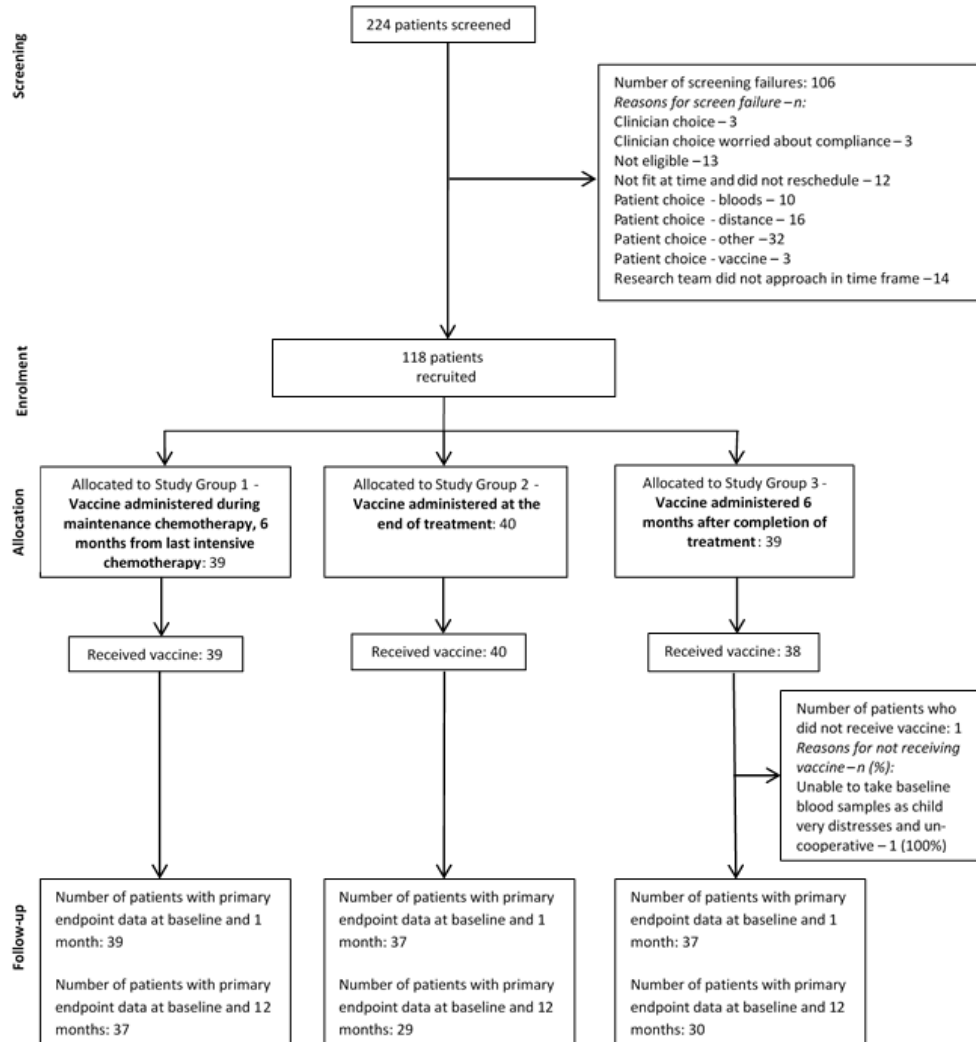 Screening
224 patients screened
Number of screening failures: 106
Reasons for screen failure – n:
Clinician choice – 3
Clinician choice worried about compliance – 3
Not eligible –13
Not fit at time and did not reschedule – 12
Patient choice - bloods – 10
Patient choice - distance – 16
Patient choice - other –32
Patient choice - vaccine – 3
Research team did not approach in time frame –14
Enrolment
118 patients
recruited
Allocation
Allocated to Study Group 1 -
Vaccine administered during
maintenance chemotherapy, 6
months from last intensive
chemotherapy: 39
Allocated to Study Group 2 -
Vaccine administered at the
end of treatment: 40
Allocated to Study Group 3 -
Vaccine administered 6
months after completion of
treatment : 39
Received vaccine: 39
Received vaccine: 40
Received vaccine: 38
Number of patients who
did not receive vaccine: 1
Reasons for not receiving
vaccine – n (%):
Unable to take baseline
blood samples as child
very distresses and un-
cooperative – 1 (100%)
Follow-up
Number of patients with primary
endpoint data at baseline and 1
month: 39
Number of patients with primary
endpoint data at baseline and 12
months: 37
Number of patients with primary
endpoint data at baseline and 1
month: 37
Number of patients with primary
endpoint data at baseline and 12
months: 29
Number of patients with primary
endpoint data at baseline and 1
month: 37
Number of patients with primary
endpoint data at baseline and 12
months: 30